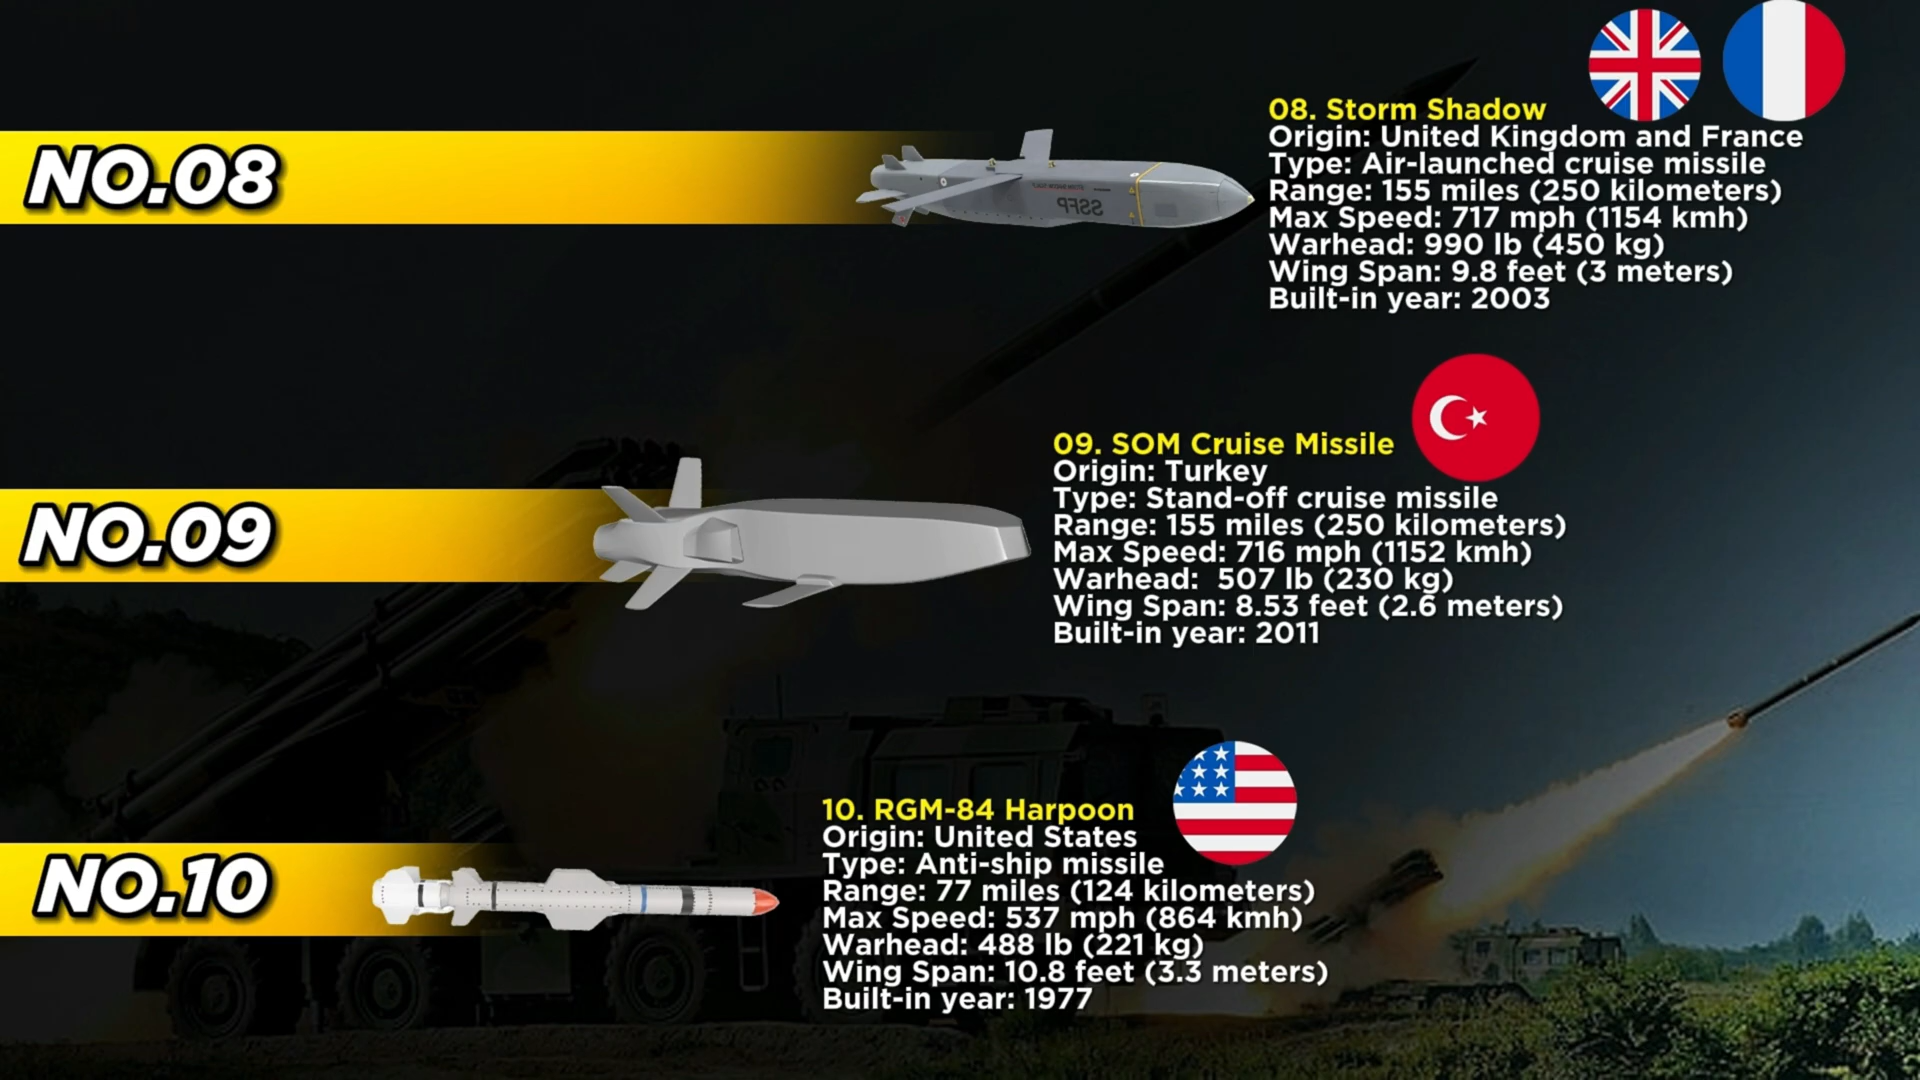 NO.08
08. Storm Shadow
Origin: United Kingdom and France
Type: Air-launched cruise missile
Range: 155 miles (250 kilometers)
Max Speed: 717 mph (1154 kmh)
Warhead: 990 lb (450 kg)
Wing Span: 9.8 feet (3 meters)
Built-in year: 2003
SSFP
NO.09
09. SOM Cruise Missile
Origin: Turkey
Type: Stand-off cruise missile
Range: 155 miles (250 kilometers)
Max Speed: 716 mph (1152 kmh)
Warhead:  507 lb (230 kg)
Wing Span: 8.53 feet (2.6 meters)
Built-in year: 2011
NO.10
10. RGM-84 Harpoon
Origin: United States
Type: Anti-ship missile
Range: 77 miles (124 kilometers)
Max Speed: 537 mph (864 kmh)
Warhead: 488 lb (221 kg)
Wing Span: 10.8 feet (3.3 meters)
Built-in year: 1977